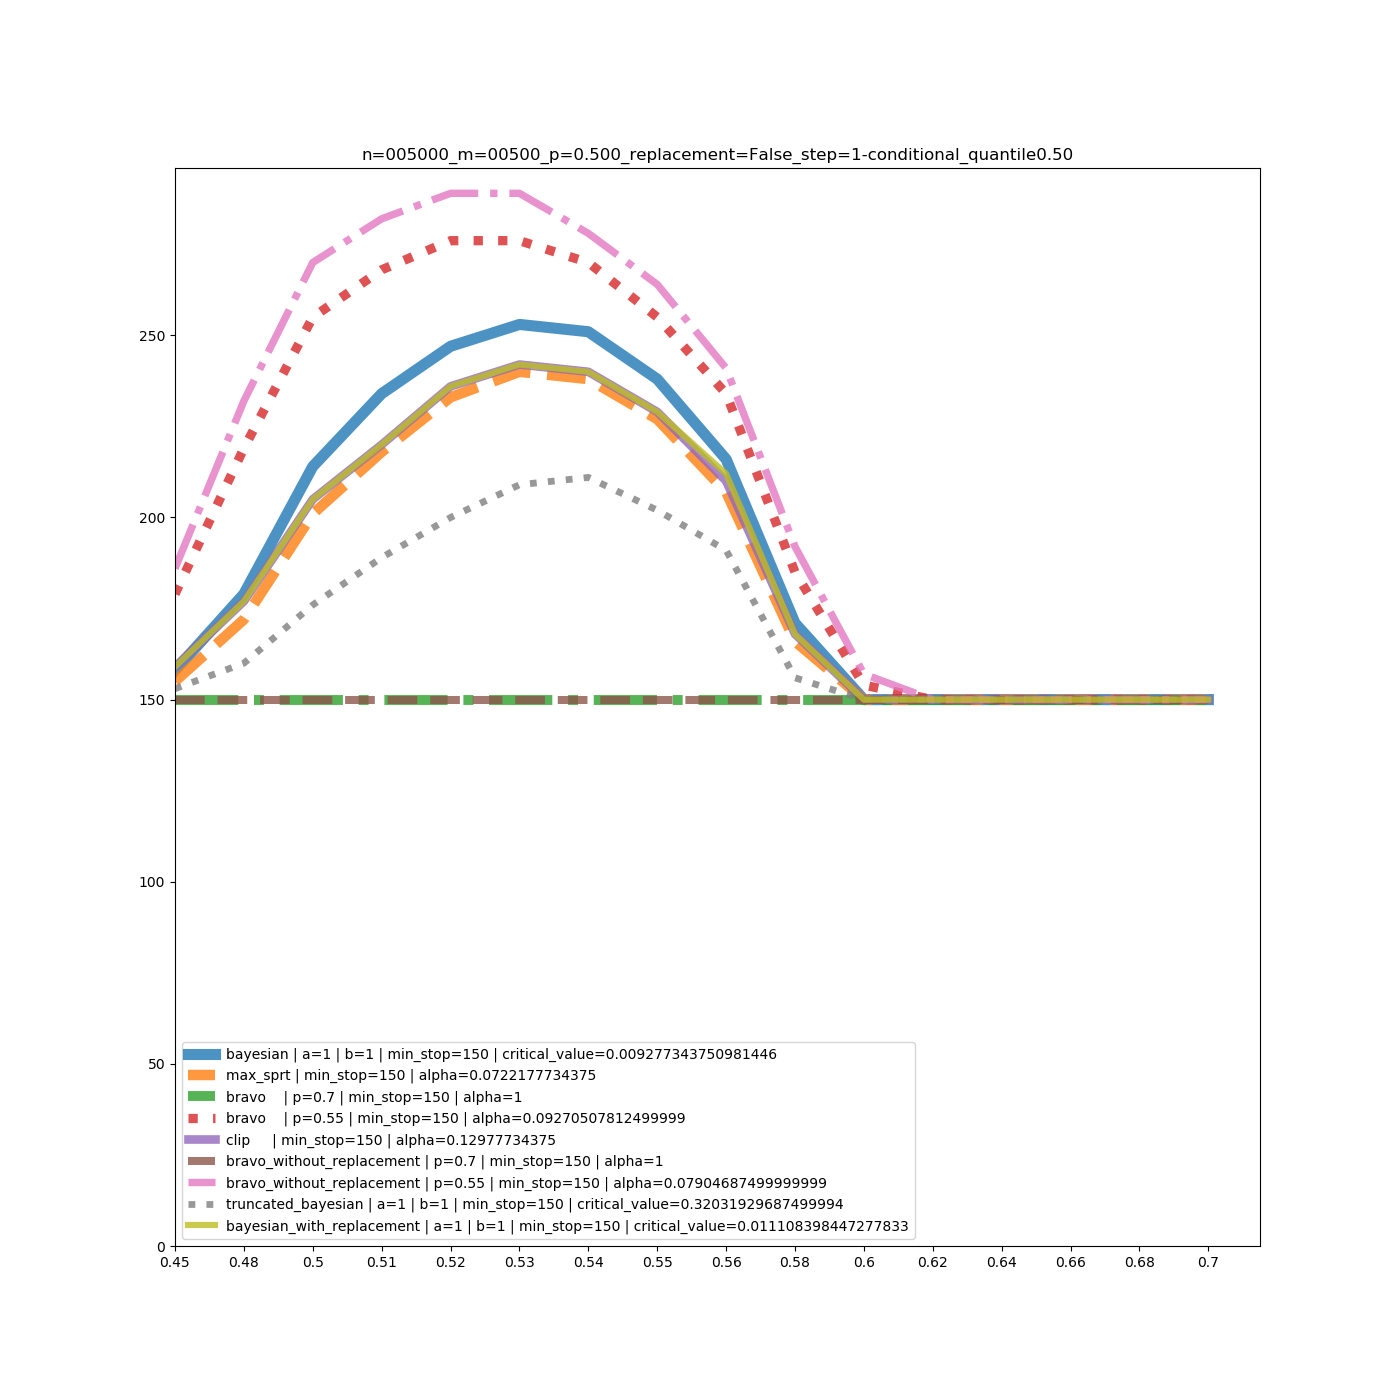 n=005000_m=00500_p=0.500_replacement=False_step=1-conditional_quantile0.50
250
200
150
100
50
0
bayesian | a=1 | b=1 | min_stop=150 | critical_value=0.009277343750981446
max_sprt | min_stop=150 | alpha=0.0722177734375
bravo    | p=0.7 | min_stop=150 | alpha=1
bravo    | p=0.55 | min_stop=150 | alpha=0.09270507812499999
clip     | min_stop=150 | alpha=0.12977734375
bravo_without_replacement | p=0.7 | min_stop=150 | alpha=1
bravo_without_replacement | p=0.55 | min_stop=150 | alpha=0.07904687499999999
truncated_bayesian | a=1 | b=1 | min_stop=150 | critical_value=0.32031929687499994
bayesian_with_replacement | a=1 | b=1 | min_stop=150 | critical_value=0.011108398447277833
0.45 0.48 0.5 0.51 0.52 0.53 0.54 0.55 0.56 0.58 0.6 0.62 0.64 0.66 0.68 0.7